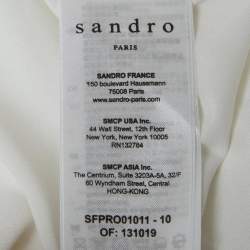 sandro
PARIS
SANDRO FRANCE
150 boulevard Haussmann
75008 Paris
www.sandro-paris.com
SMCP USA Inc.
44 Wall Street, 12th Floor
New York, New York 10005
RN132784
SMCP ASIA Inc.
The Centrium, Suite 3203A-5A, 32/F
60 Wyndham Street, Central
HONG-KONG
SFPRO01011 - 10
OF: 131019